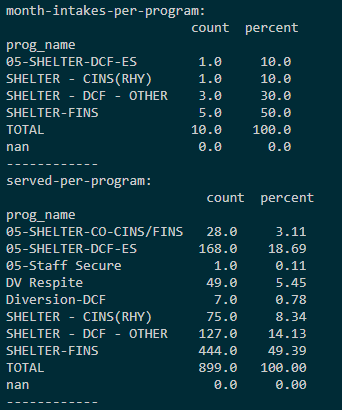 month-intakes-per-program:
count percent
prog_name
05-SHELTER-DCF-ES 1.0 10.0
SHELTER - CINS(RHY) 1.0 10.0
SHELTER - DCF - OTHER 3.0 30.0
SHELTER-FINS 5.0 50.0
TOTAL 10.0 100.0
nan 0.0 0.0
------------
served-per-program:
count percent
prog_name
05-SHELTER-CO-CINS/FINS 28.0 3.11
05-SHELTER-DCF-ES 168.0 18.69
05-Staff Secure 1.0 0.11
DV Respite 49.0 5.45
Diversion-DCF 7.0 0.78
SHELTER - CINS(RHY) 75.0 8.34
SHELTER - DCF - OTHER 127.0 14.13
SHELTER-FINS 444.0 49.39
TOTAL 899.0 100.00
nan 0.0 0.00
------------